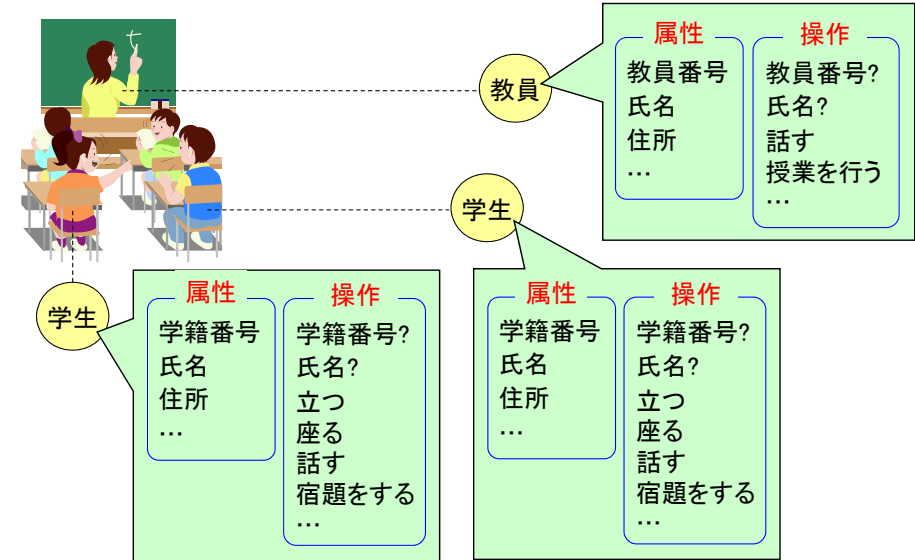 教員
属性
教員番号
氏名
住所
…
操作
教員番号?
氏名?
話す
授業を行う
…
学生
属性
学籍番号
氏名
住所
…
操作
学籍番号?
氏名?
立つ
座る
話す
宿題をする
…
学生
属性
学籍番号
氏名
住所
…
操作
学籍番号?
氏名?
立つ
座る
話す
宿題をする
…